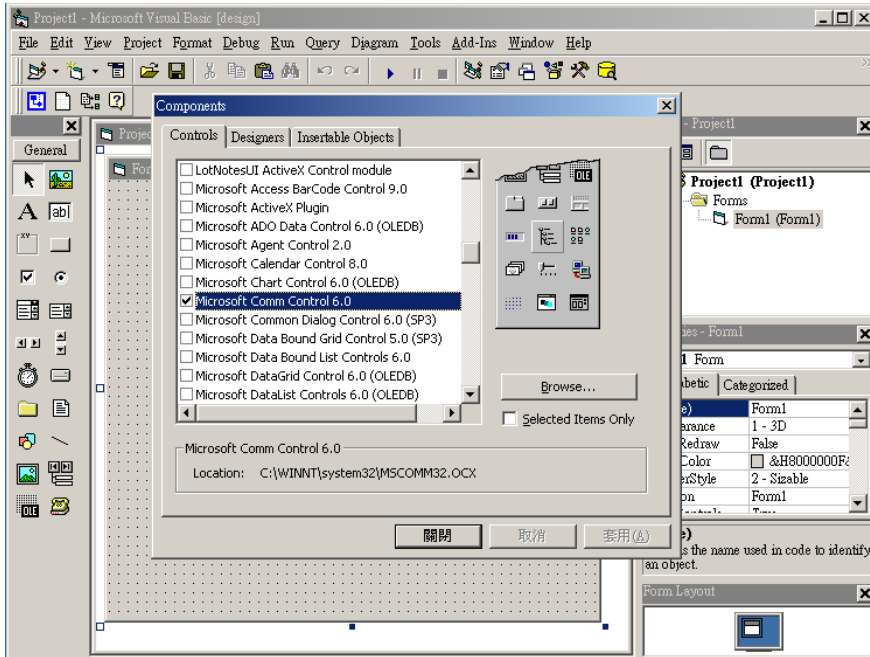 Project1 - Microsoft Visual Basic [design]
File Edit View Project Format Debug Run Query Diagram Tools Add-Ins Window Help
General
Components
Controls Designers Insertable Objects
LotNotesUI ActiveX Control module
Microsoft Access BarCode Control 9.0
Microsoft ActiveX Plugin
Microsoft ADO Data Control 6.0 (OLEDB)
Microsoft Agent Control 2.0
Microsoft Calendar Control 8.0
Microsoft Chart Control 6.0 (OLEDB)
Microsoft Comm Control 6.0
Microsoft Common Dialog Control 6.0 (SP3)
Microsoft Data Bound Grid Control 5.0 (SP3)
Microsoft Data Bound List Controls 6.0
Microsoft DataGrid Control 6.0 (OLEDB)
Microsoft DataList Controls 6.0 (OLEDB)
OLE
Browse...
Selected Items Only
Microsoft Comm Control 6.0
Location: C:\WINNT\system32\MSCOMM32.OCX
關閉 取消 套用(A)
A ab|
OLE
- Project1
Project1 (Project1)
Forms
Form1 (Form1)
- Form1
Form
Categorized
Form1
1 - 3D
False
&H8000000F&
2 - Sizable
Form1
the name used in code to identify
an object.
Form Layout